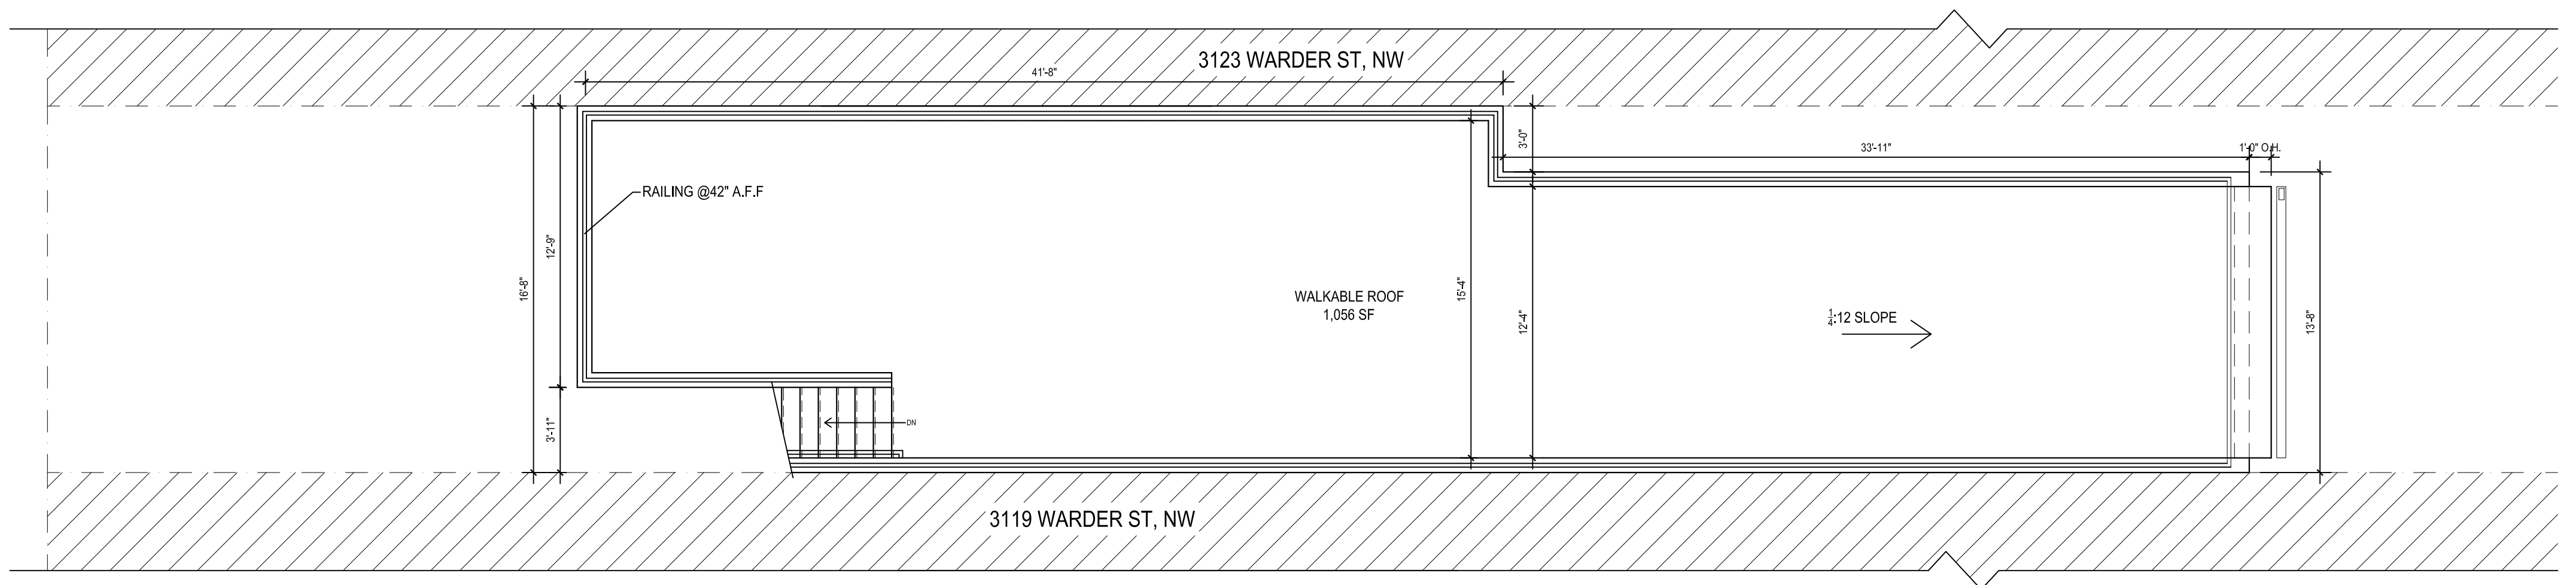 3123 WARDER ST, NW
41'-8"
3'-0"
33'-11"
1'-0" O.H.
RAILING @42" A.F.F
12'-9"
16'-8"
15'-4"
WALKABLE ROOF
1,056 SF
12'-4"
1/4:12 SLOPE
13'-8"
3'-11"
DN
3119 WARDER ST, NW